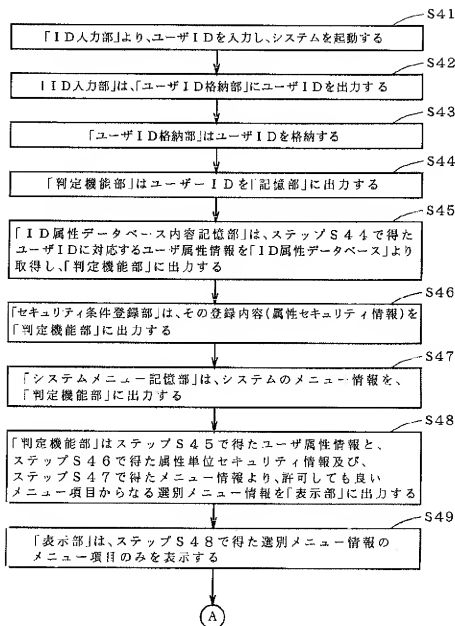 S41
「ID入力部」より、ユーザIDを入力し、システムを起動する
S42
「ID入力部」は、「ユーザID格納部」にユーザIDを出力する
S43
「ユーザID格納部はユーザIDを格納する
S44
「判定機能部」はユーザーIDを「記憶部」に出力する
S45
「ID属性データベース内容記憶部」は、ステップS44で得た
ユーザIDに対応するユーザ属性情報を「ID属性データベース」より
取得し、「判定機能部」に出力する
S46
「セキュリティ条件登録部」は、その登録内容(属性セキュリティ情報)を
「判定機能部」に出力する
S47
「システムメニュー記憶部」は、システムのメニュー情報を、
「判定機能部」に出力する
S48
「判定機能部」はステップS45で得たユーザ属性情報と、
ステップS46で得た属性単位セキュリティ情報及び、
ステップS47で得たメニュー情報より、許可しても良い
メニュー項目からなる選別メニュー情報を「表示部」に出力する
S49
「表示部」は、ステップS48で得た選別メニュー情報の
メニュー項目のみを表示する
A